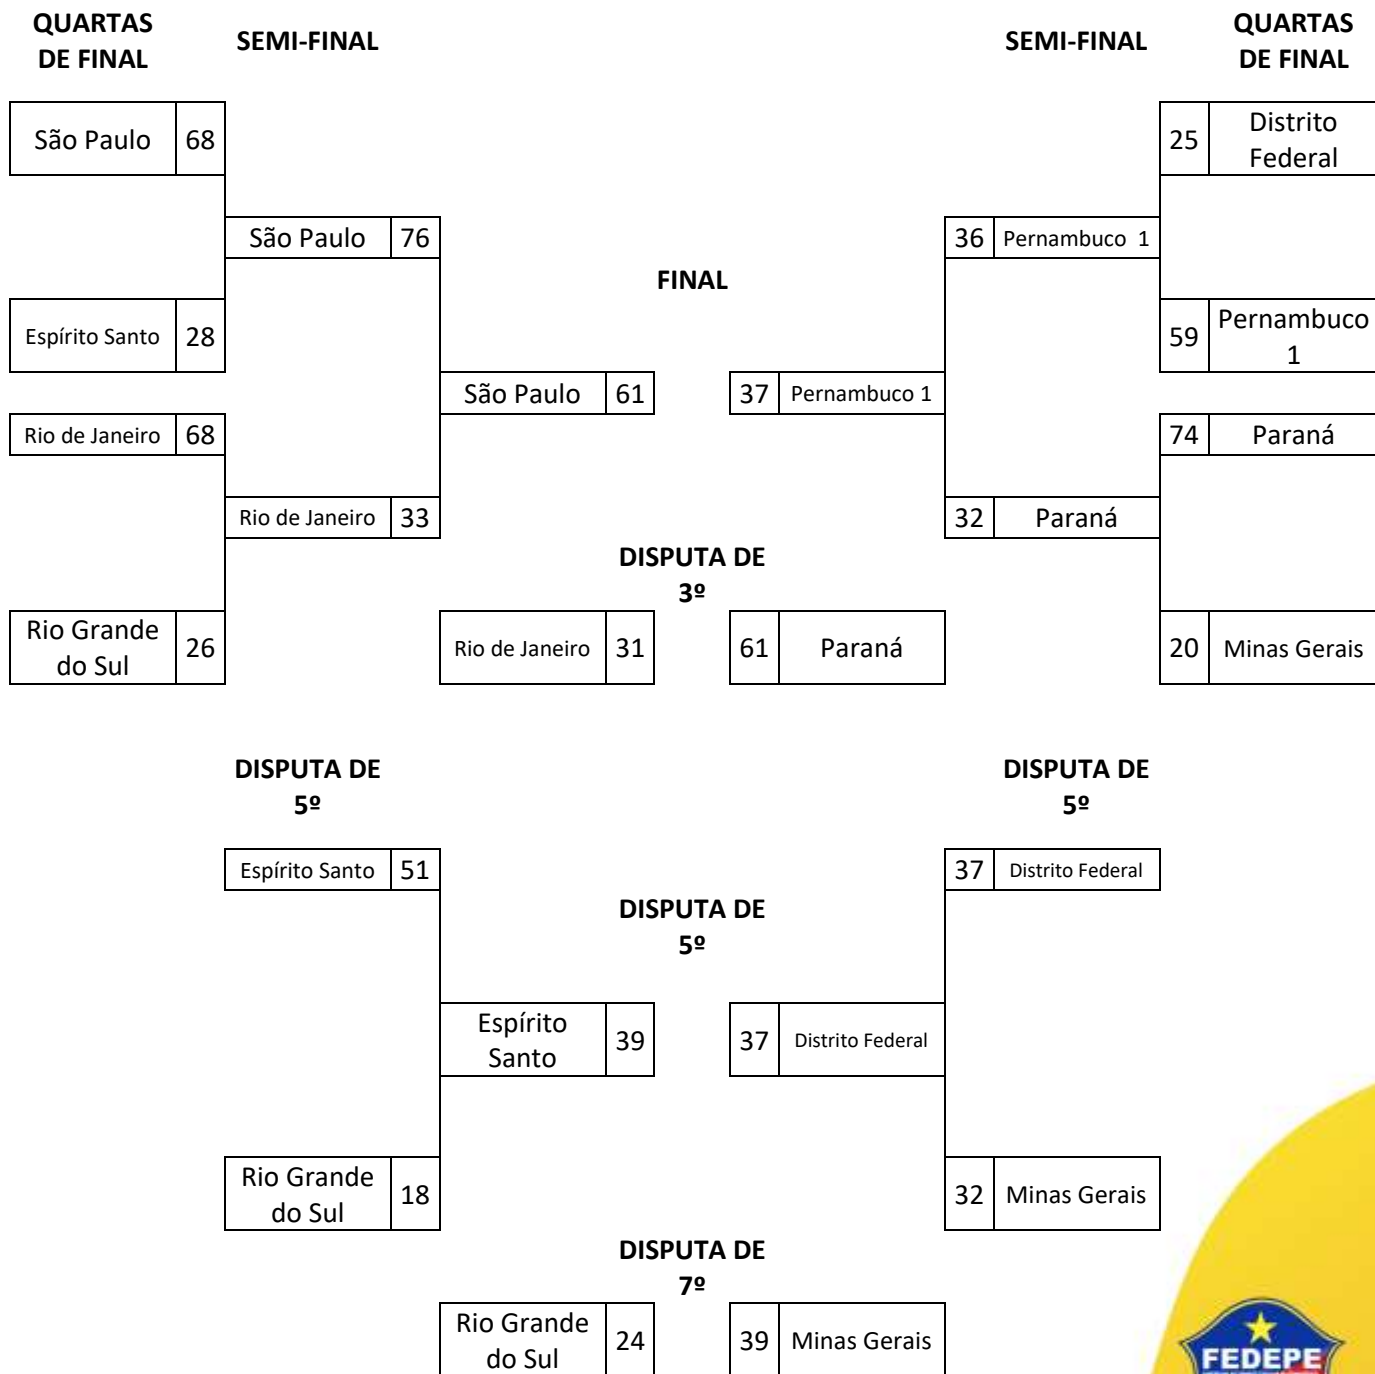 QUARTAS
DE FINAL
SEMI-FINAL
SEMI-FINAL
QUARTAS
DE FINAL
São Paulo 68
25 Distrito
Federal
São Paulo 76
36 Pernambuco 1
FINAL
Espírito Santo 28
59 Pernambuco
1
São Paulo 61
37 Pernambuco 1
Rio de Janeiro 68
74 Paraná
Rio de Janeiro 33
32 Paraná
DISPUTA DE
3º
Rio Grande
do Sul 26
Rio de Janeiro 31
61 Paraná
20 Minas Gerais
DISPUTA DE
5º
DISPUTA DE
5º
Espírito Santo 51
37 Distrito Federal
DISPUTA DE
5º
Espírito
Santo 39
37 Distrito Federal
Rio Grande
do Sul 18
32 Minas Gerais
DISPUTA DE
7º
Rio Grande
do Sul 24
39 Minas Gerais
FEDEPE